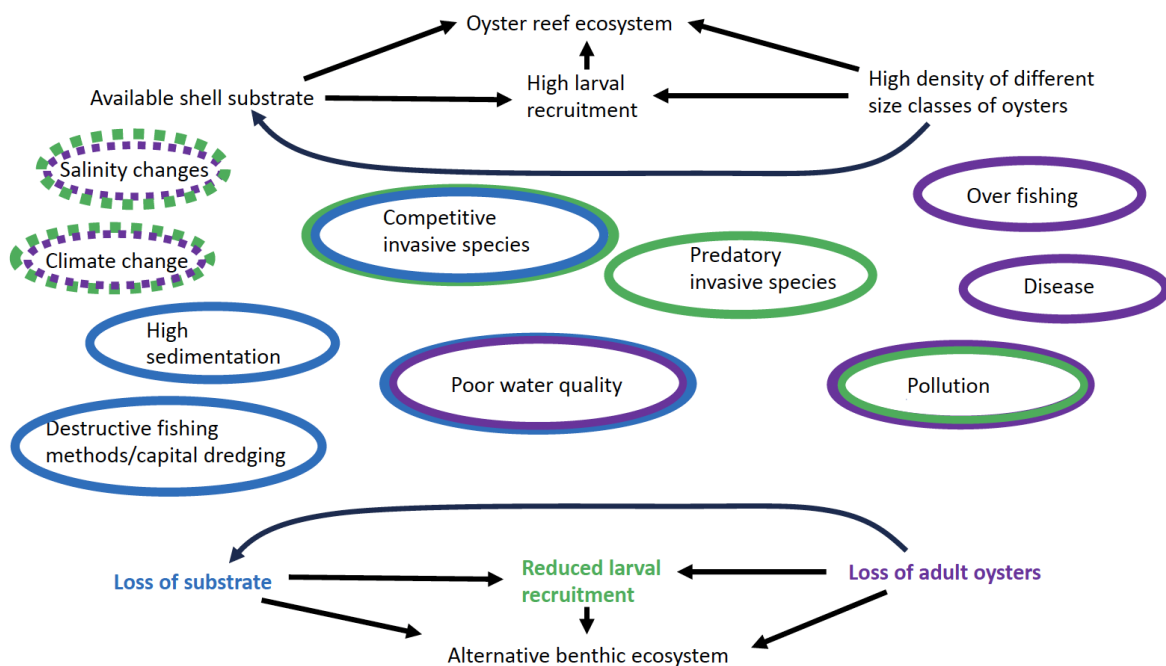 Oyster reef ecosystem
High larval
recruitment
High density of different
size classes of oysters
Available shell substrate
Salinity changes
Competitive
invasive species
Over fishing
Climate change
Predatory
invasive species
Disease
High
sedimentation
Poor water quality
Pollution
Destructive fishing
methods/capital dredging
Loss of substrate
Reduced larval
recruitment
Loss of adult oysters
Alternative benthic ecosystem